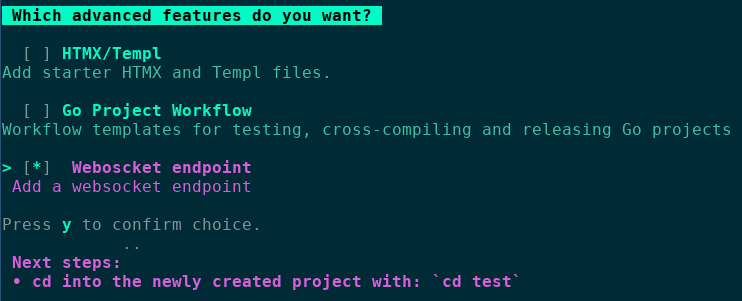 Which advanced features do you want?
[ ] HTMX/Templ
Add starter HTMX and Templ files.
[ ] Go Project Workflow
Workflow templates for testing, cross-compiling and releasing Go projects
> [*]  Weboscket endpoint
Add a websocket endpoint
Press y to confirm choice.
..
Next steps:
• cd into the newly created project with: `cd test`